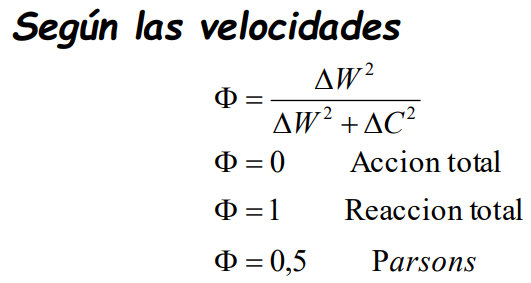 Según las velocidades
Φ = ΔW² / (ΔW² + ΔC²)
Φ = 0 Accion total
Φ = 1 Reaccion total
Φ = 0,5 Parsons